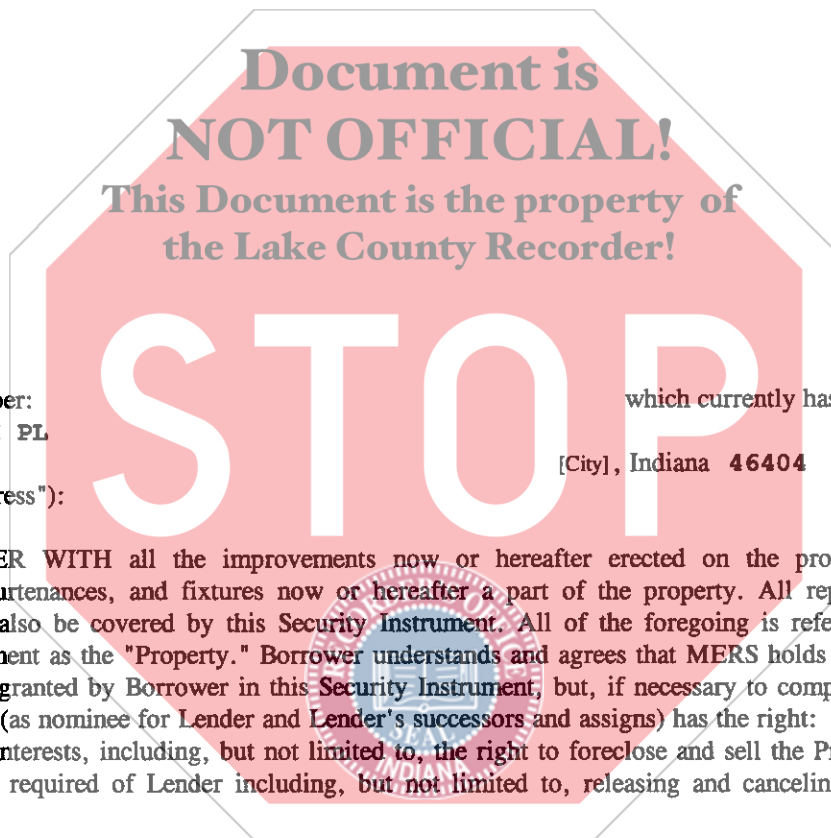 Document is
NOT OFFICIAL!
This Document is the property of
the Lake County Recorder!
STOP
ber: which currently has
PL
[City], Indiana 46404
ress"):
ER WITH all the improvements now or hereafter erected on the pro
urtenances, and fixtures now or hereafter a part of the property. All rep
also be covered by this Security Instrument. All of the foregoing is refe
nent as the "Property." Borrower understands and agrees that MERS holds
granted by Borrower in this Security Instrument, but, if necessary to comp
(as nominee for Lender and Lender's successors and assigns) has the right:
nterests, including, but not limited to, the right to foreclose and sell the Pr
required of Lender including, but not limited to, releasing and cancelin
RECORDER OFFICE
SEAL
INDIANA